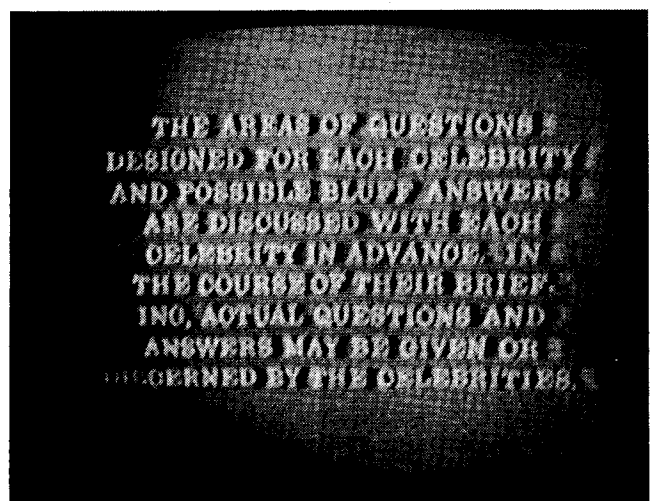 THE AREAS OF QUESTIONS
DESIGNED FOR EACH CELEBRITY
AND POSSIBLE BLUFF ANSWERS
ARE DISCUSSED WITH EACH
CELEBRITY IN ADVANCE. IN
THE COURSE OF THEIR BRIEF-
ING, ACTUAL QUESTIONS AND
ANSWERS MAY BE GIVEN OR
DISCERNED BY THE CELEBRITIES.